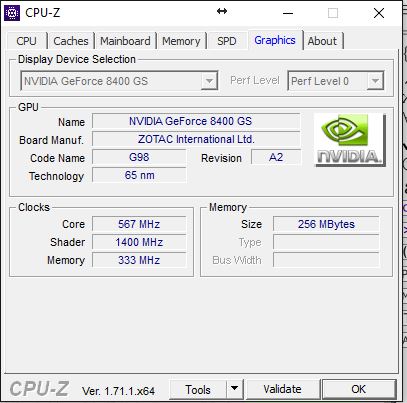 CPU-Z
CPU Caches Mainboard Memory SPD Graphics About
Display Device Selection
NVIDIA GeForce 8400 GS Perf Level Perf Level 0
GPU
Name NVIDIA GeForce 8400 GS
Board Manuf. ZOTAC International Ltd.
Code Name G98 Revision A2
Technology 65 nm
NVIDIA
Clocks Memory
Core 567 MHz Size 256 MBytes
Shader 1400 MHz Type
Memory 333 MHz Bus Width
CPU-Z Ver. 1.71.1.x64 Tools Validate OK